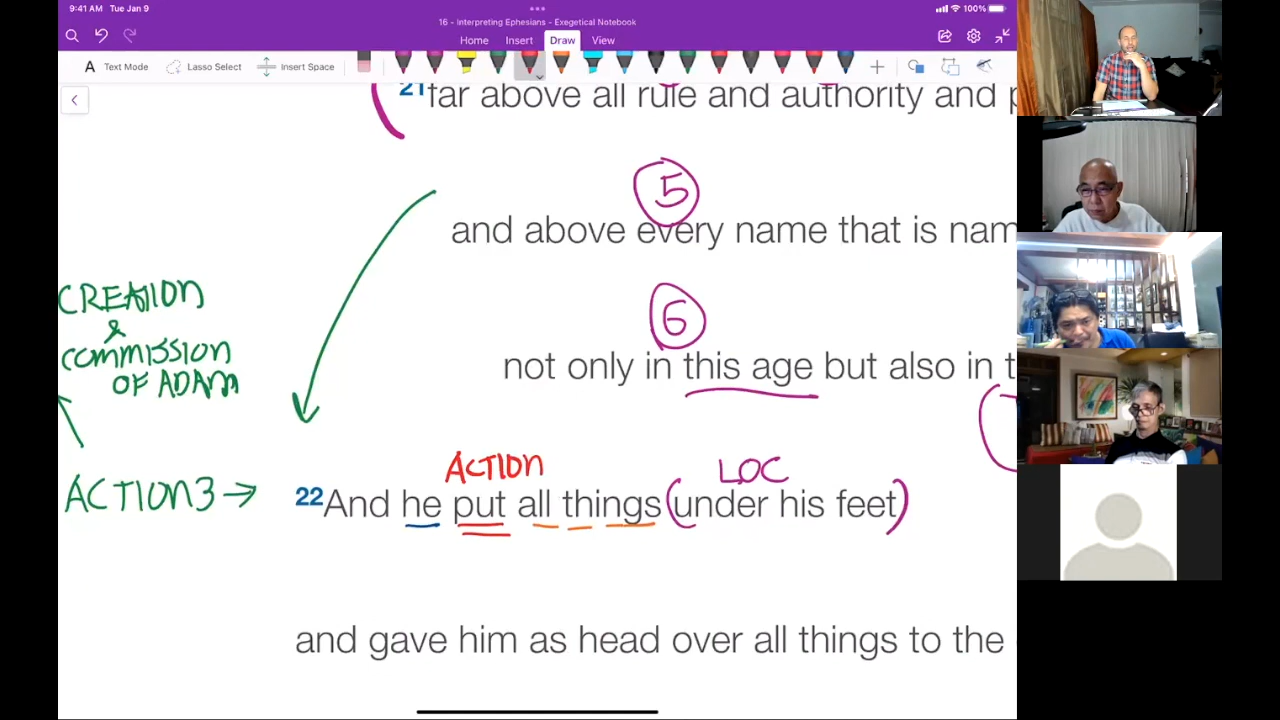 9:41 AM Tue Jan 9
100%
16 - Interpreting Ephesians - Exegetical Notebook
Home Insert Draw View
Text Mode Lasso Select Insert Space
21 far above all rule and authority and p
5
and above every name that is nam
CREATION
&
COMMISSION
OF ADAM
6
not only in this age but also in t
ACTION LOC
ACTION3 →
22 And he put all things (under his feet)
and gave him as head over all things to the